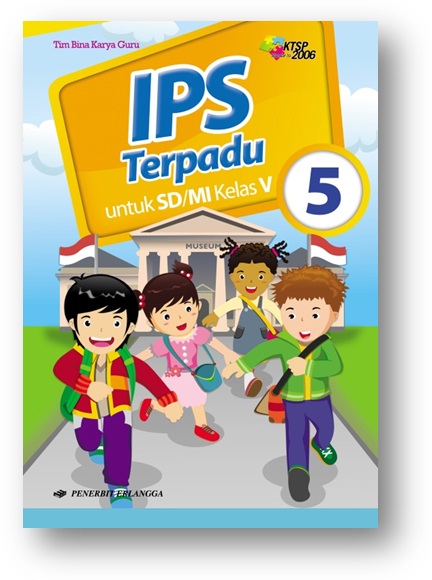 Tim Bina Karya Guru
KTSP
2006
IPS
Terpadu
untuk SD/MI Kelas V
5
MUSEUM
PENERBIT ERLANGGA